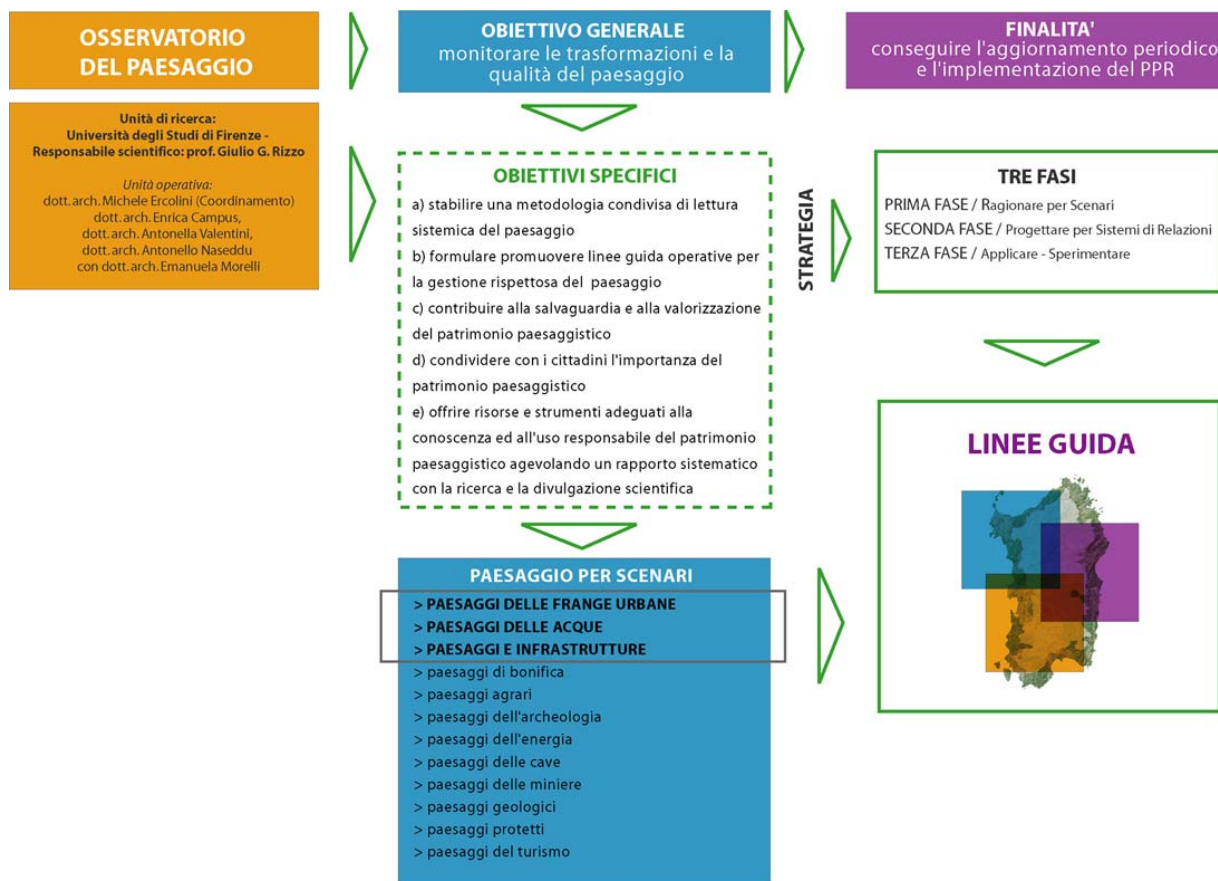 OSSERVATORIO
DEL PAESAGGIO
Unità di ricerca:
Università degli Studi di Firenze -
Responsabile scientifico: prof. Giulio G. Rizzo
Unità operativa:
dott. arch. Michele Ercolini (Coordinamento)
dott. arch. Enrica Campus,
dott. arch. Antonella Valentini,
dott. arch. Antonello Naseddu
con dott. arch. Emanuela Morelli
OBIETTIVO GENERALE
monitorare le trasformazioni e la
qualità del paesaggio
FINALITA'
conseguire l'aggiornamento periodico
e l'implementazione del PPR
OBIETTIVI SPECIFICI
a) stabilire una metodologia condivisa di lettura
sistemica del paesaggio
b) formulare promuovere linee guida operative per
la gestione rispettosa del paesaggio
c) contribuire alla salvaguardia e alla valorizzazione
del patrimonio paesaggistico
d) condividere con i cittadini l'importanza del
patrimonio paesaggistico
e) offrire risorse e strumenti adeguati alla
conoscenza ed all'uso responsabile del patrimonio
paesaggistico agevolando un rapporto sistematico
con la ricerca e la divulgazione scientifica
STRATEGIA
TRE FASI
PRIMA FASE / Ragionare per Scenari
SECONDA FASE / Progettare per Sistemi di Relazioni
TERZA FASE / Applicare - Sperimentare
PAESAGGIO PER SCENARI
> PAESAGGI DELLE FRANGE URBANE
> PAESAGGI DELLE ACQUE
> PAESAGGI E INFRASTRUTTURE
> paesaggi di bonifica
> paesaggi agrari
> paesaggi dell'archeologia
> paesaggi dell'energia
> paesaggi delle cave
> paesaggi delle miniere
> paesaggi geologici
> paesaggi protetti
> paesaggi del turismo
LINEE GUIDA